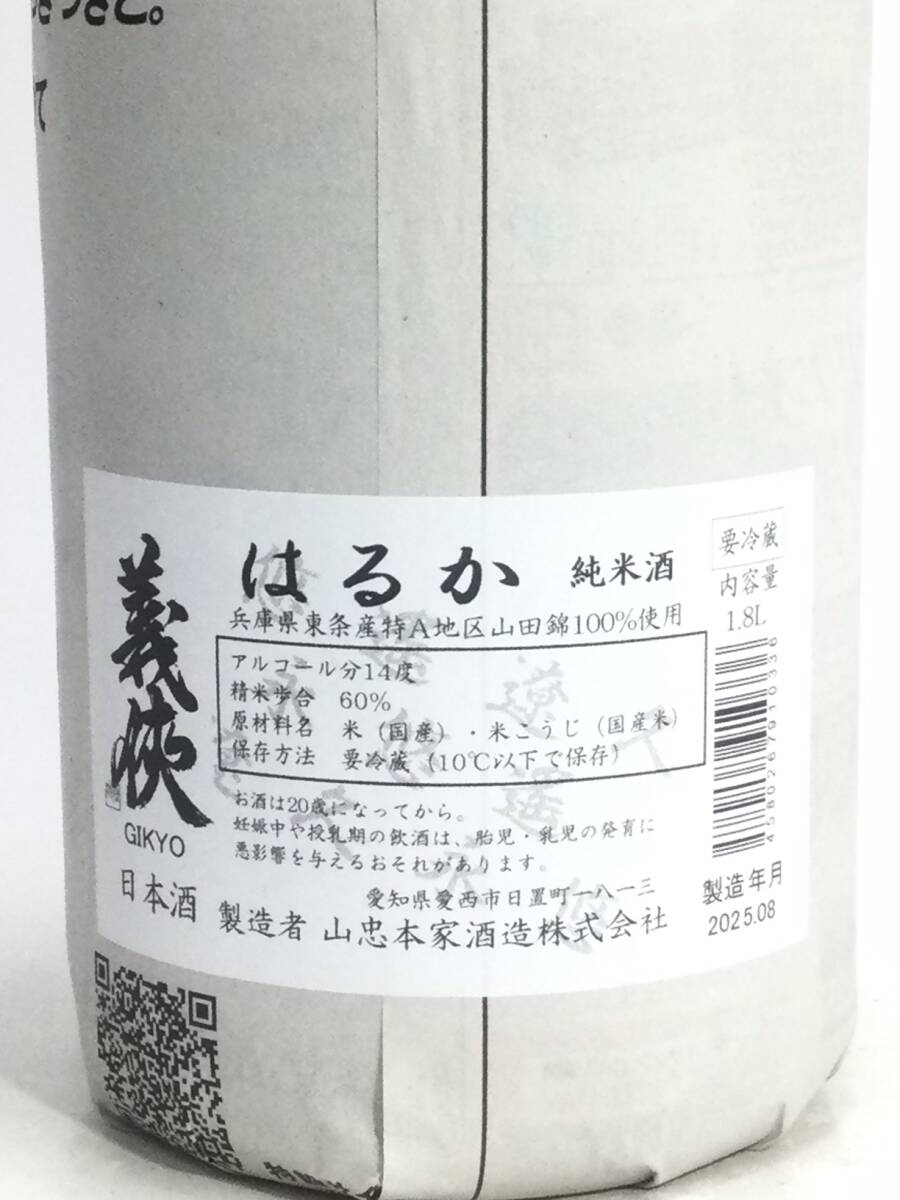 て
義侠
GIKYO
日本酒
はるか 純米酒
兵庫県東条産特A地区山田錦100%使用
アルコール分14度
精米歩合 60%
原材料名 米（国産）・米こうじ（国産米）
保存方法 要冷蔵（10℃以下で保存）
お酒は20歳になってから。
妊娠中や授乳期の飲酒は、胎児・乳児の発育に
悪影響を与えるおそれがあります。
愛知県愛西市日置町一八一三
製造者 山忠本家酒造株式会社
要冷蔵
内容量
1.8L
4580267910336
製造年月
2025.08